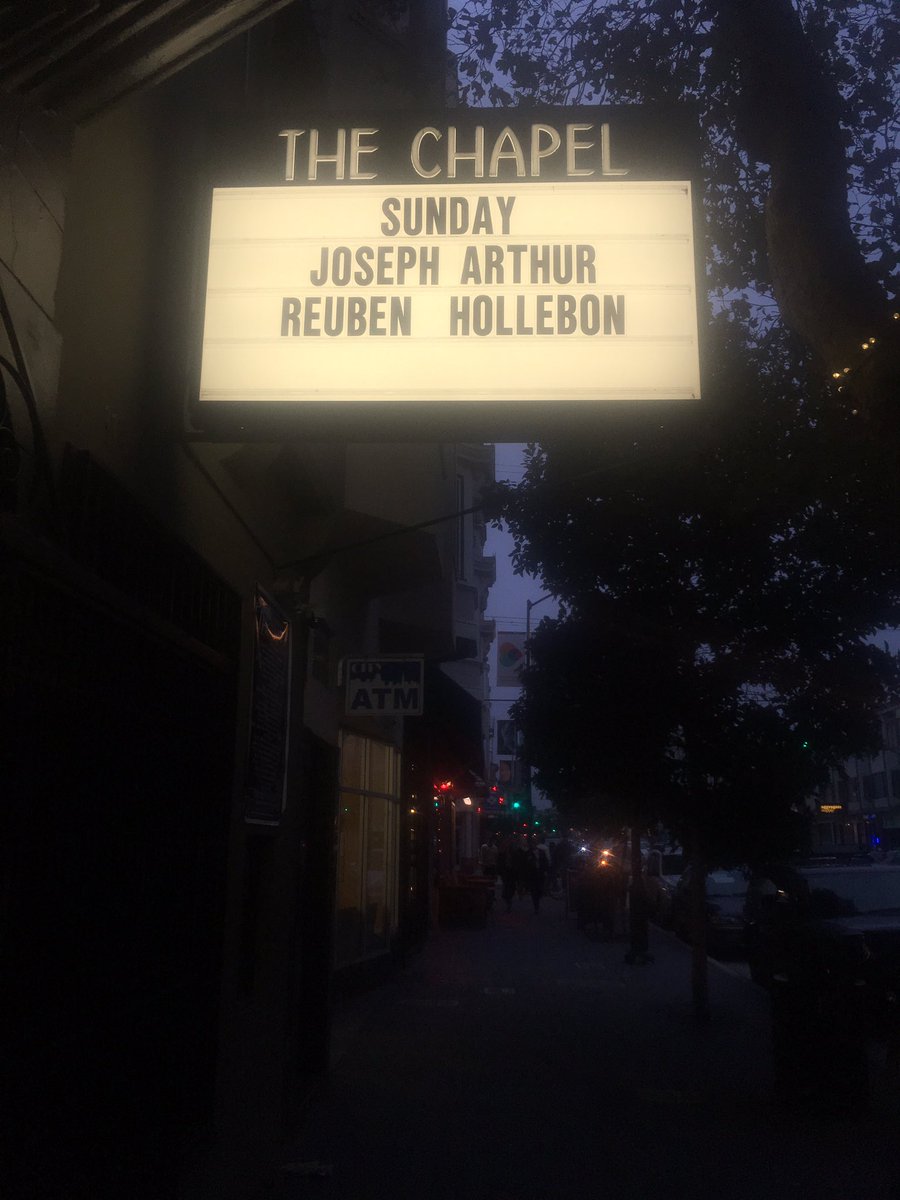 THE CHAPEL
SUNDAY
JOSEPH ARTHUR
REUBEN HOLLEBON
ATM